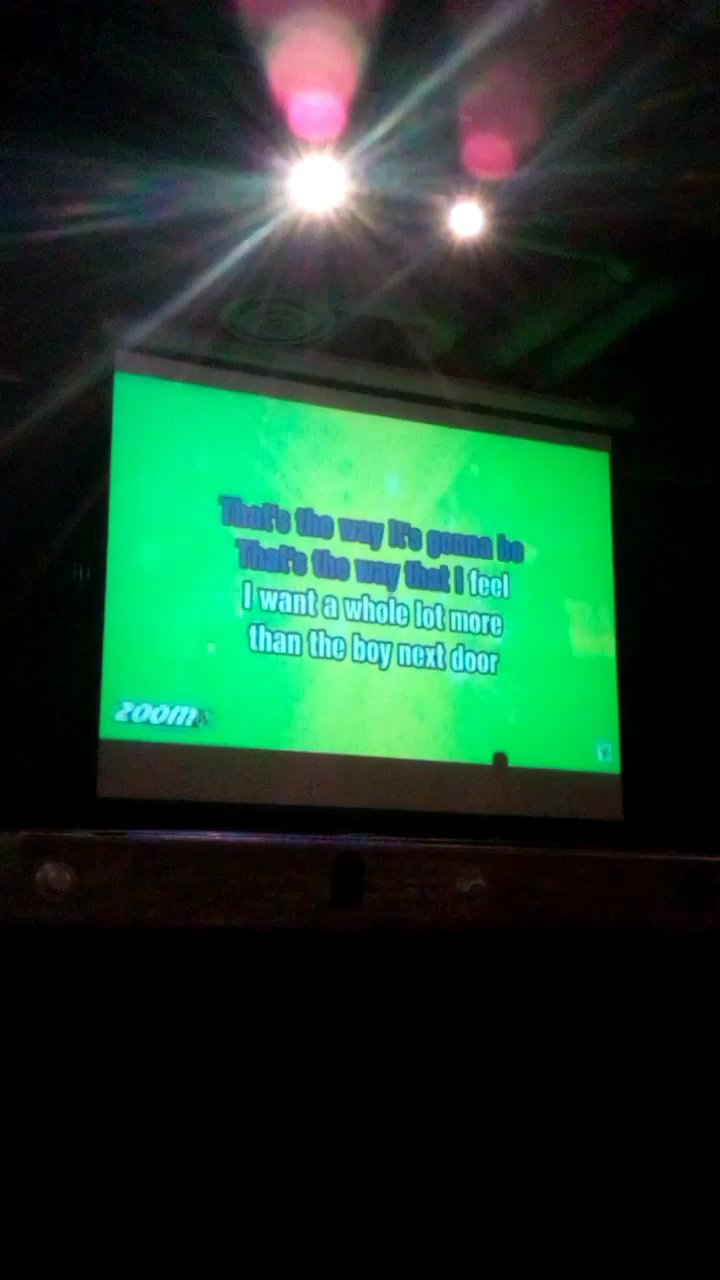 That's the way it's gonna be
That's the way that I feel
I want a whole lot more
than the boy next door
zoom